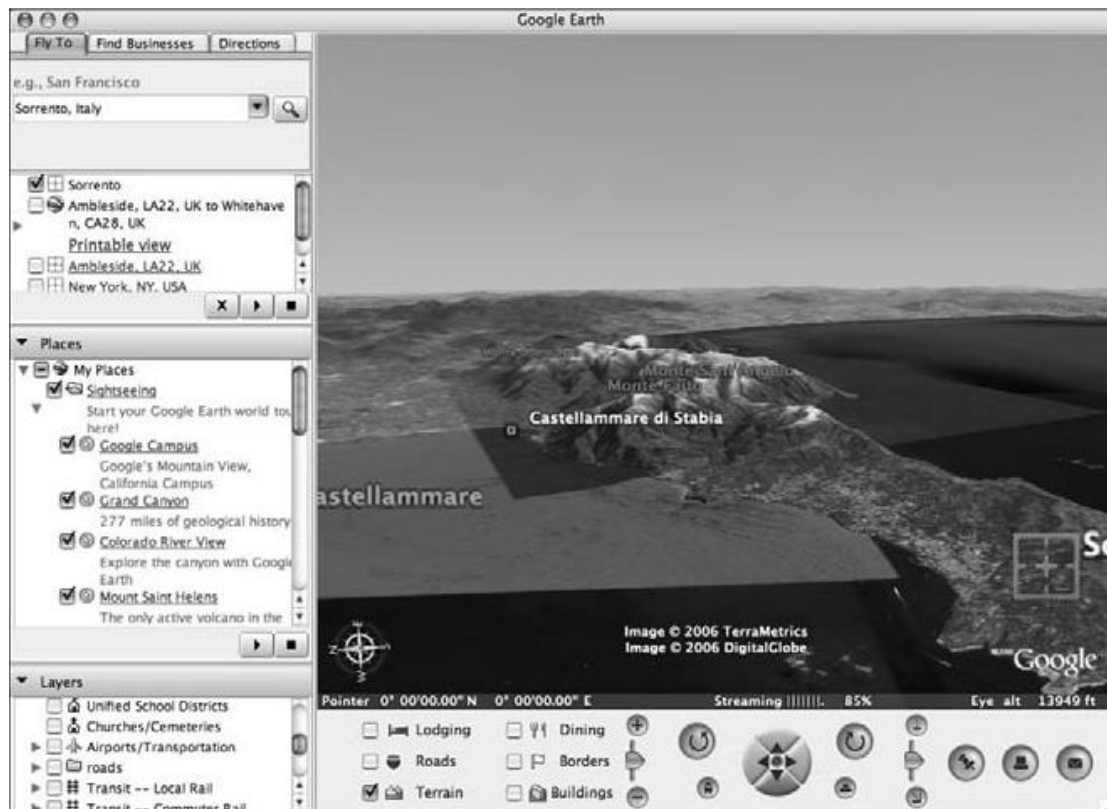 Google Earth
Fly To
Find Businesses
Directions
e.g., San Francisco
Sorrento, Italy
Sorrento
Ambleside, LA22, UK to Whitehave
n, CA28, UK
Printable view
Ambleside, LA22, UK
New York, NY, USA
Places
My Places
Sightseeing
Start your Google Earth world tou
here!
Google Campus
Google's Mountain View,
California Campus
Grand Canyon
277 miles of geological history
Colorado River View
Explore the canyon with Googl
Earth
Mount Saint Helens
The only active volcano in the
Layers
Unified School Districts
Churches/Cemeteries
Airports/Transportation
roads
Transit -- Local Rail
Transit -- Commuter Rail
Monte Faito
Castellammare di Stabia
astellammare
So
Image © 2006 TerraMetrics
Image © 2006 DigitalGlobe
Google
Pointer 0° 00'00.00" N 0° 00'00.00" E
Streaming ||||||| 85%
Eye alt 13949 ft
Lodging
Dining
Roads
Borders
Terrain
Buildings